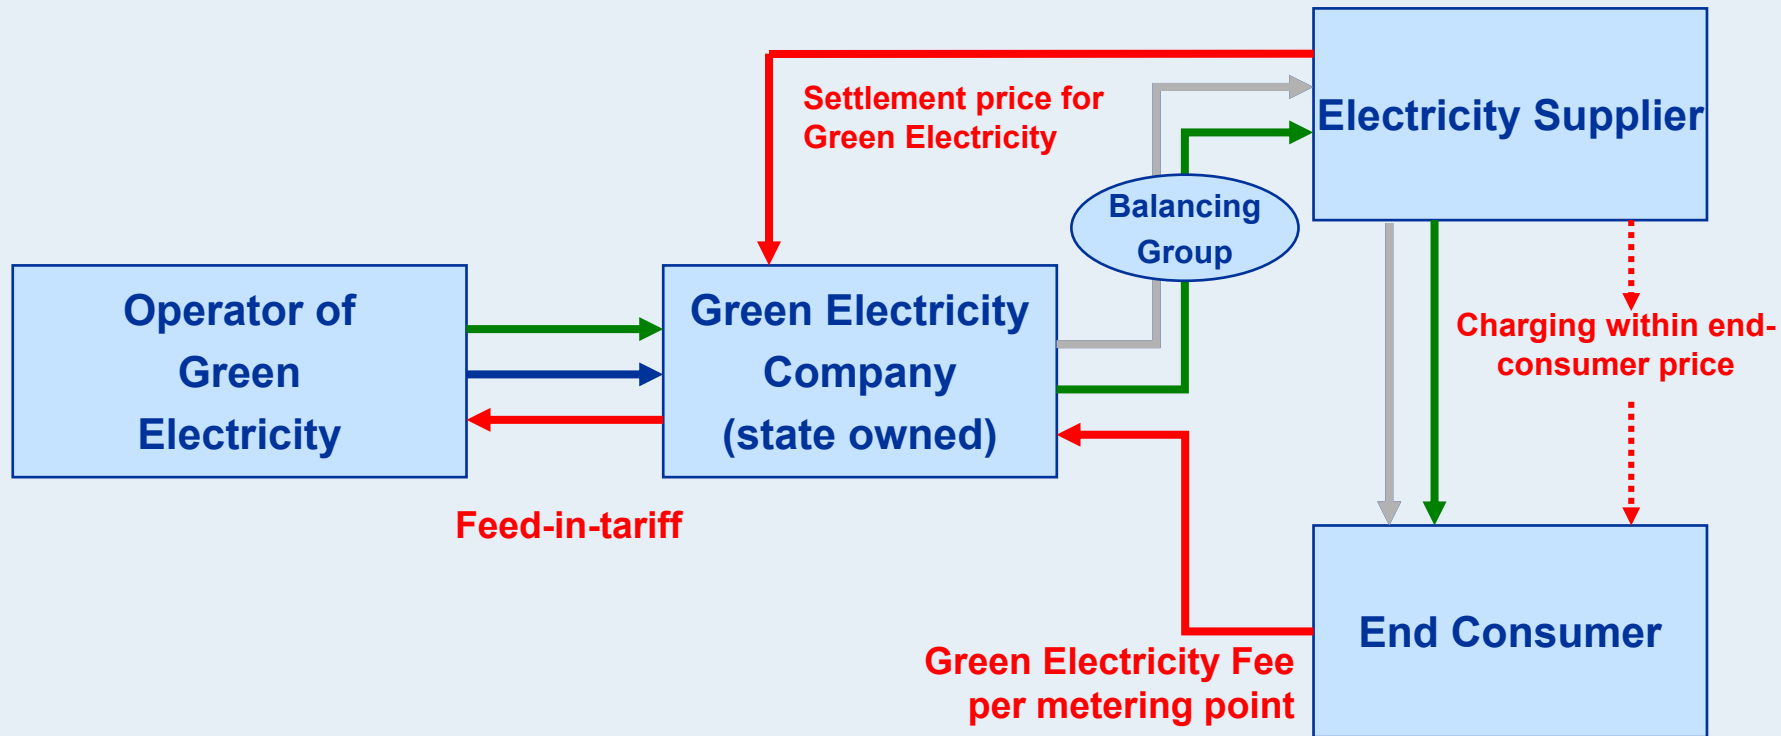 Settlement price for
Green Electricity
Electricity Supplier
Balancing
Group
Operator of
Green
Electricity
Green Electricity
Company
(state owned)
Charging within end-
consumer price
Feed-in-tariff
End Consumer
Green Electricity Fee
per metering point